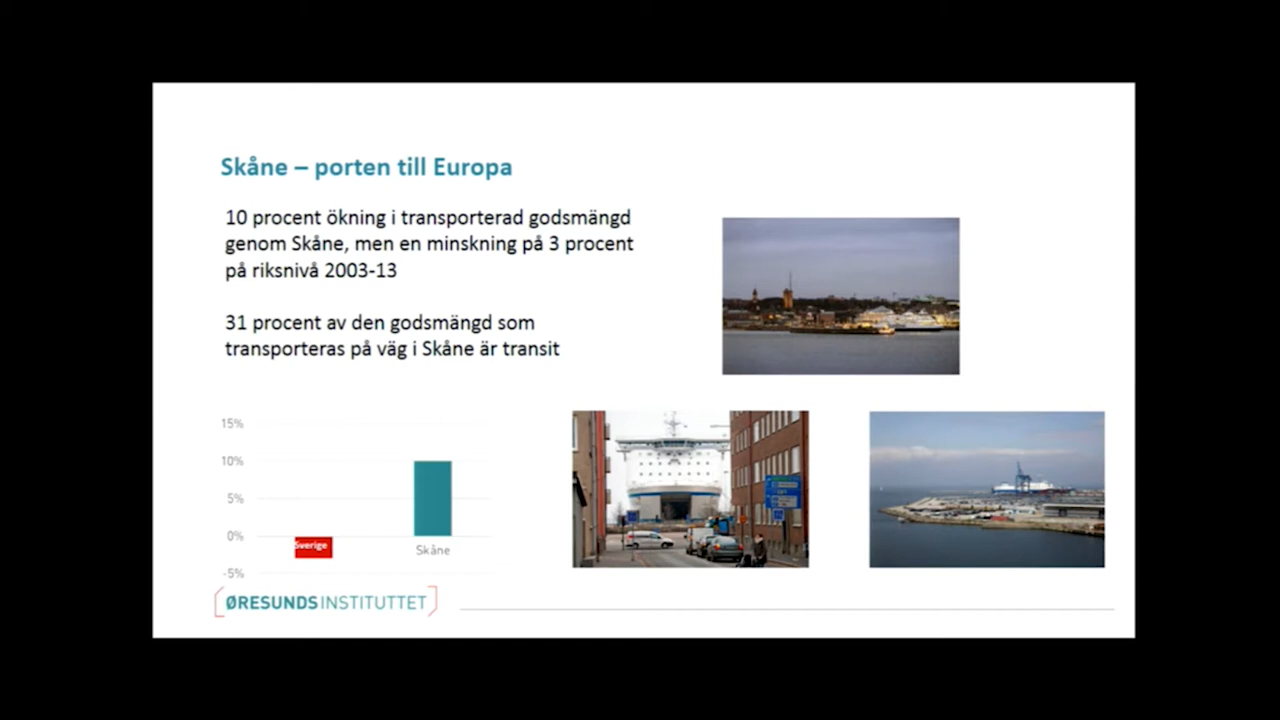 Skåne – porten till Europa
10 procent ökning i transporterad godsmängd
genom Skåne, men en minskning på 3 procent
på riksnivå 2003-13
31 procent av den godsmängd som
transporteras på väg i Skåne är transit
15%
10%
5%
0%
-5%
Sverige
Skåne
ØRESUNDSINSTITUTTET